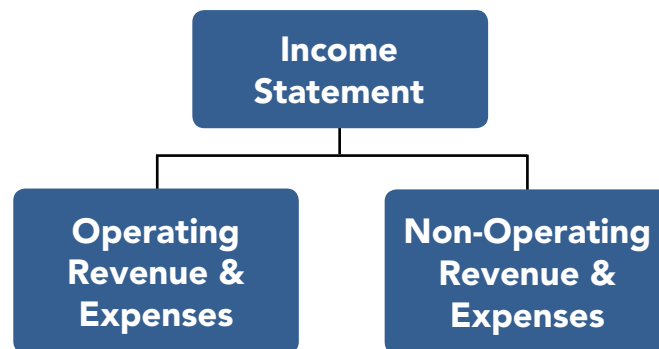 Income
Statement
Operating
Revenue &
Expenses
Non-Operating
Revenue &
Expenses